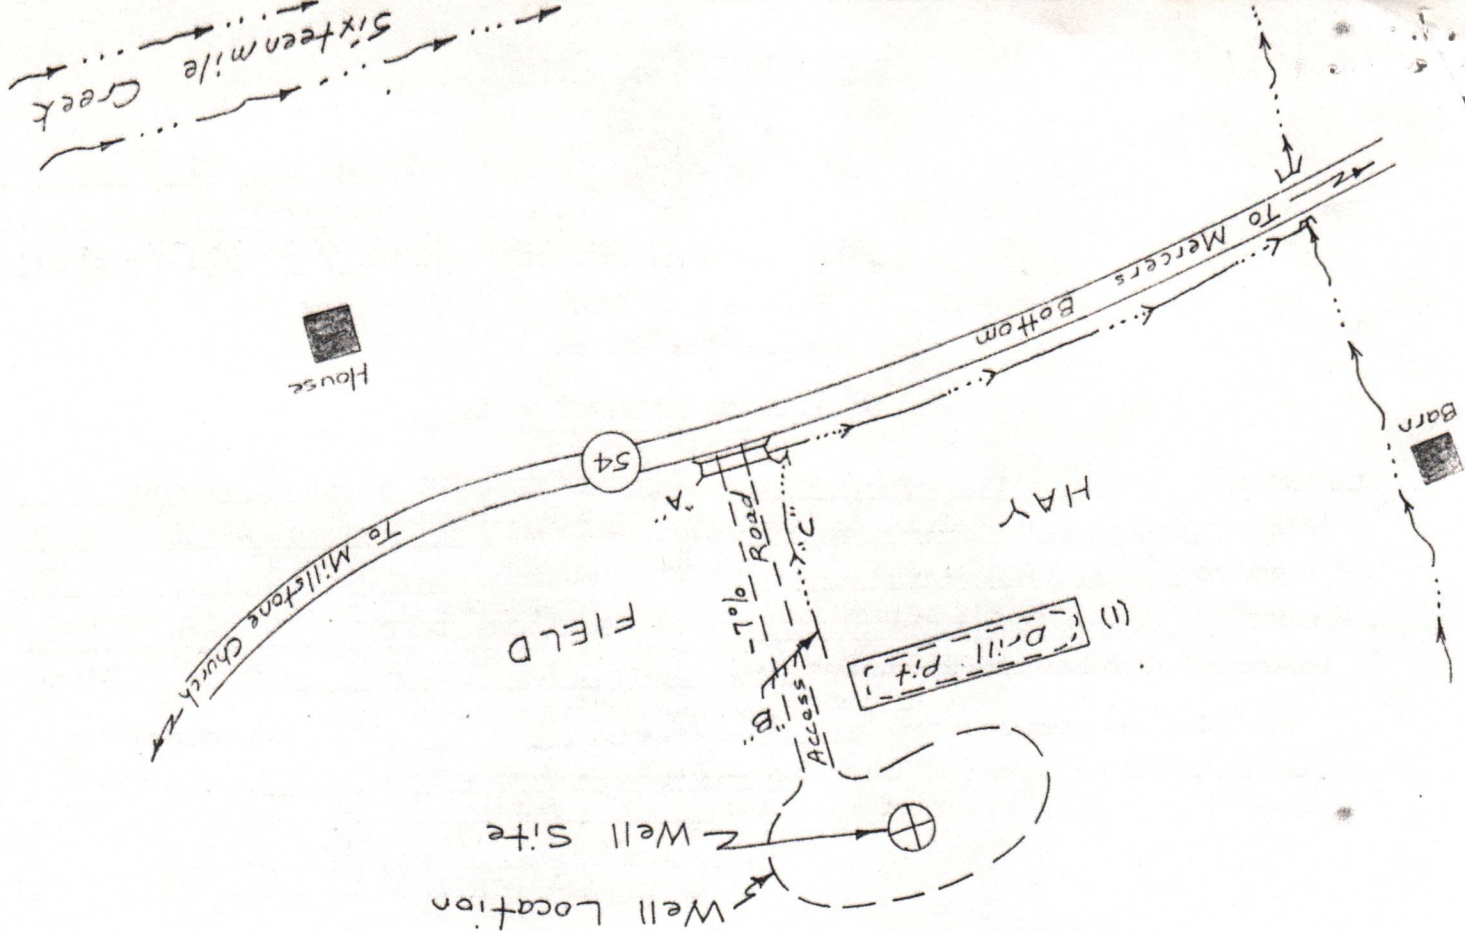 Well Location
Well Site
"B"
Access Road
-7%
(1)
Drill Pit
HAY FIELD
"C"
"A"
To Millstone Church
Barn
54
House
To Mercers Bottom
Sixteenmile Creek